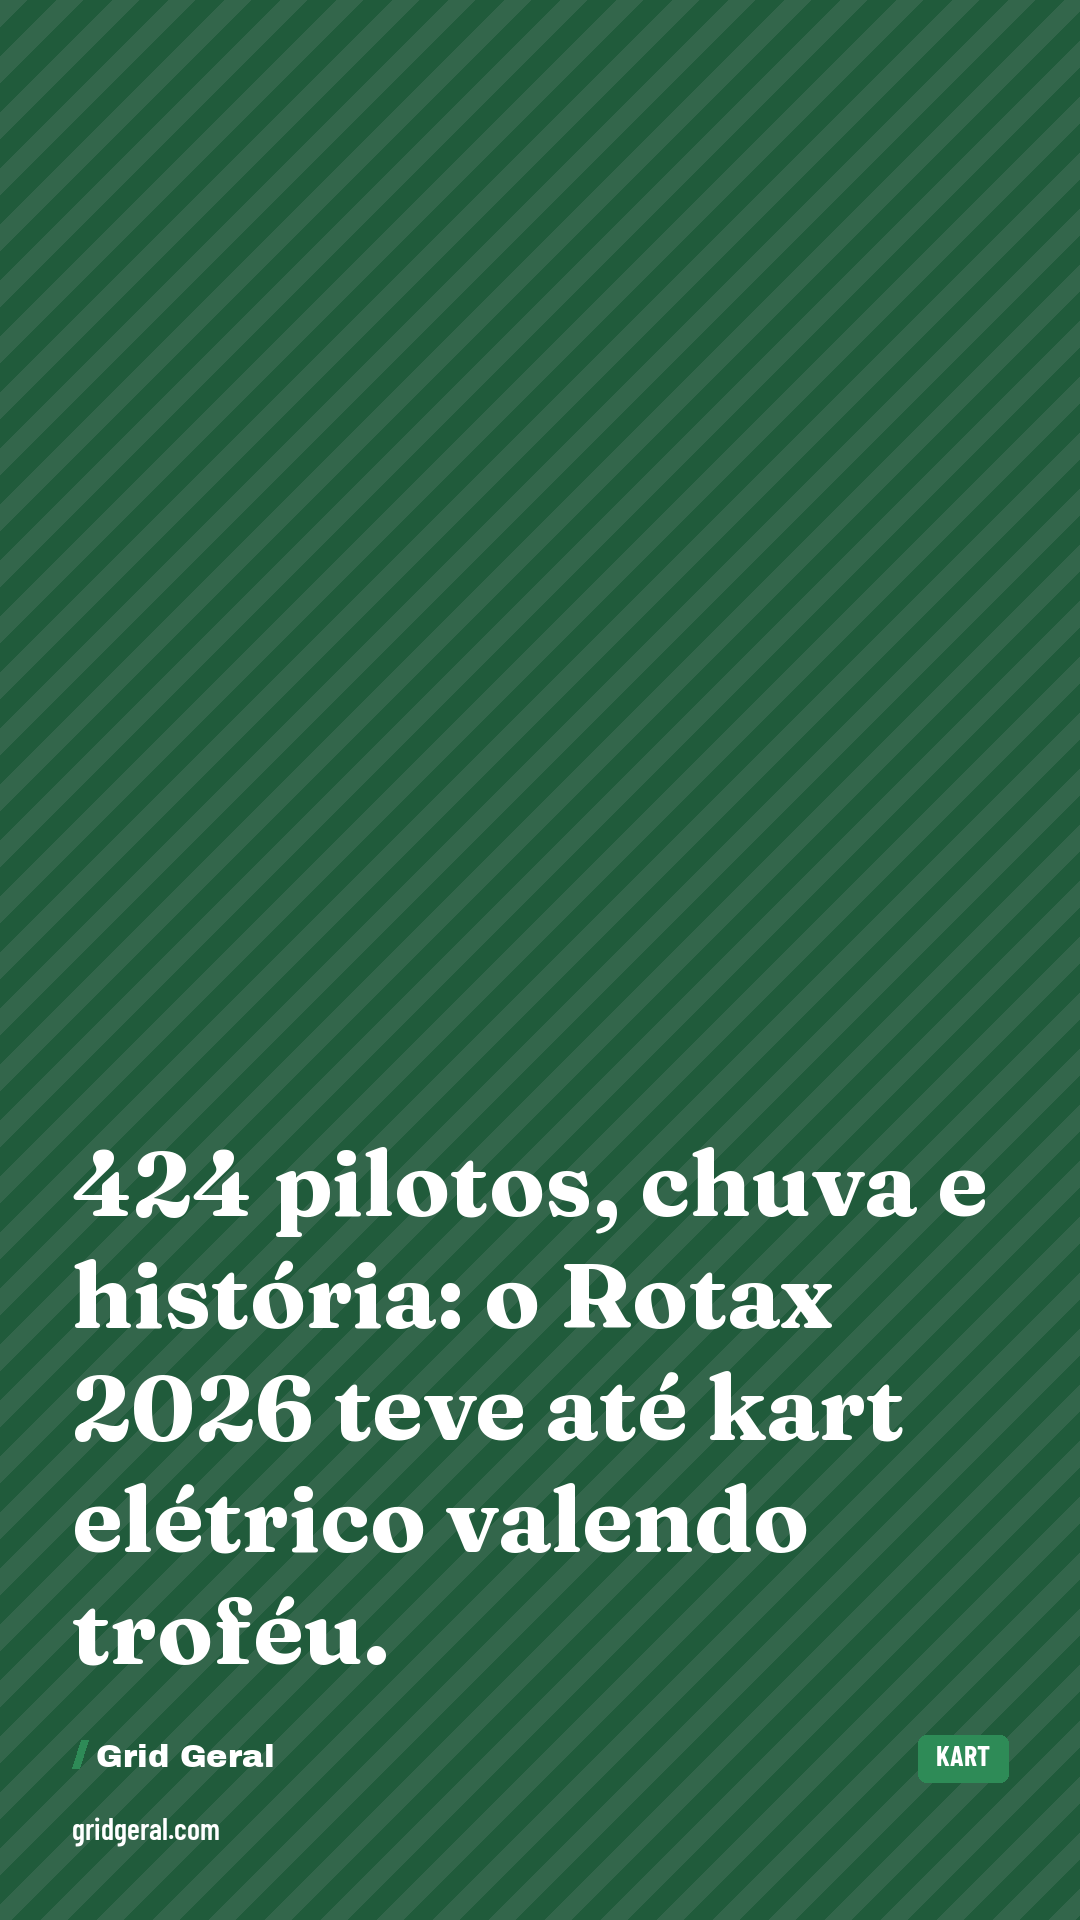 424 pilotos, chuva e
história: o Rotax
2026 teve até kart
elétrico valendo
troféu.
/ Grid Geral
KART
gridgeral.com